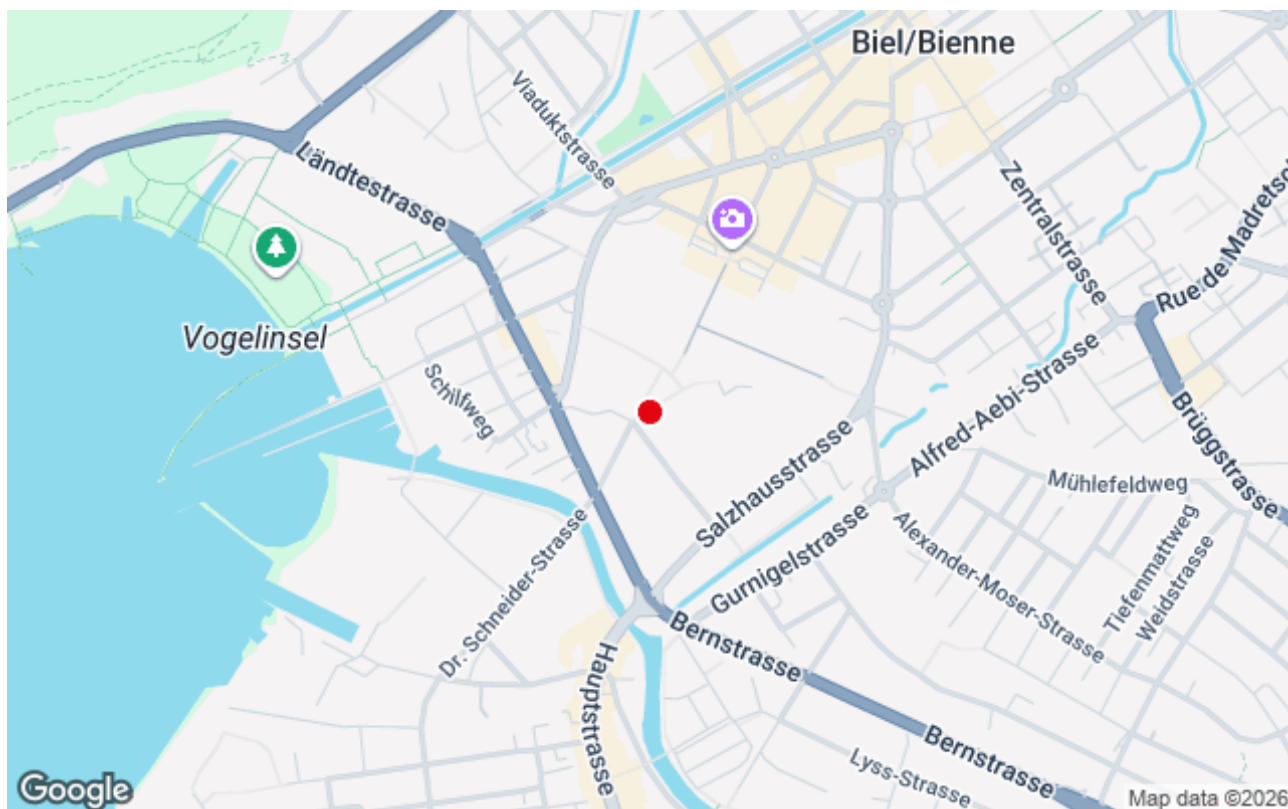 Biel/Bienne
Viaduktstrasse
Ländtestrasse
Zentralstrasse
Rue de Madretsc
Vogelinsel
Schilfweg
Alfred-Aebi-Strasse
Brüggstrasse
Salzhausstrasse
Mühlefeldweg
Dr. Schneider-Strasse
Gurnigelstrasse
Alexander-Moser-Strasse
Tiefenmattweg
Weidstrasse
Bernstrasse
Hauptstrasse
Bernstrasse
Lyss-Strasse
Google
Map data ©2026